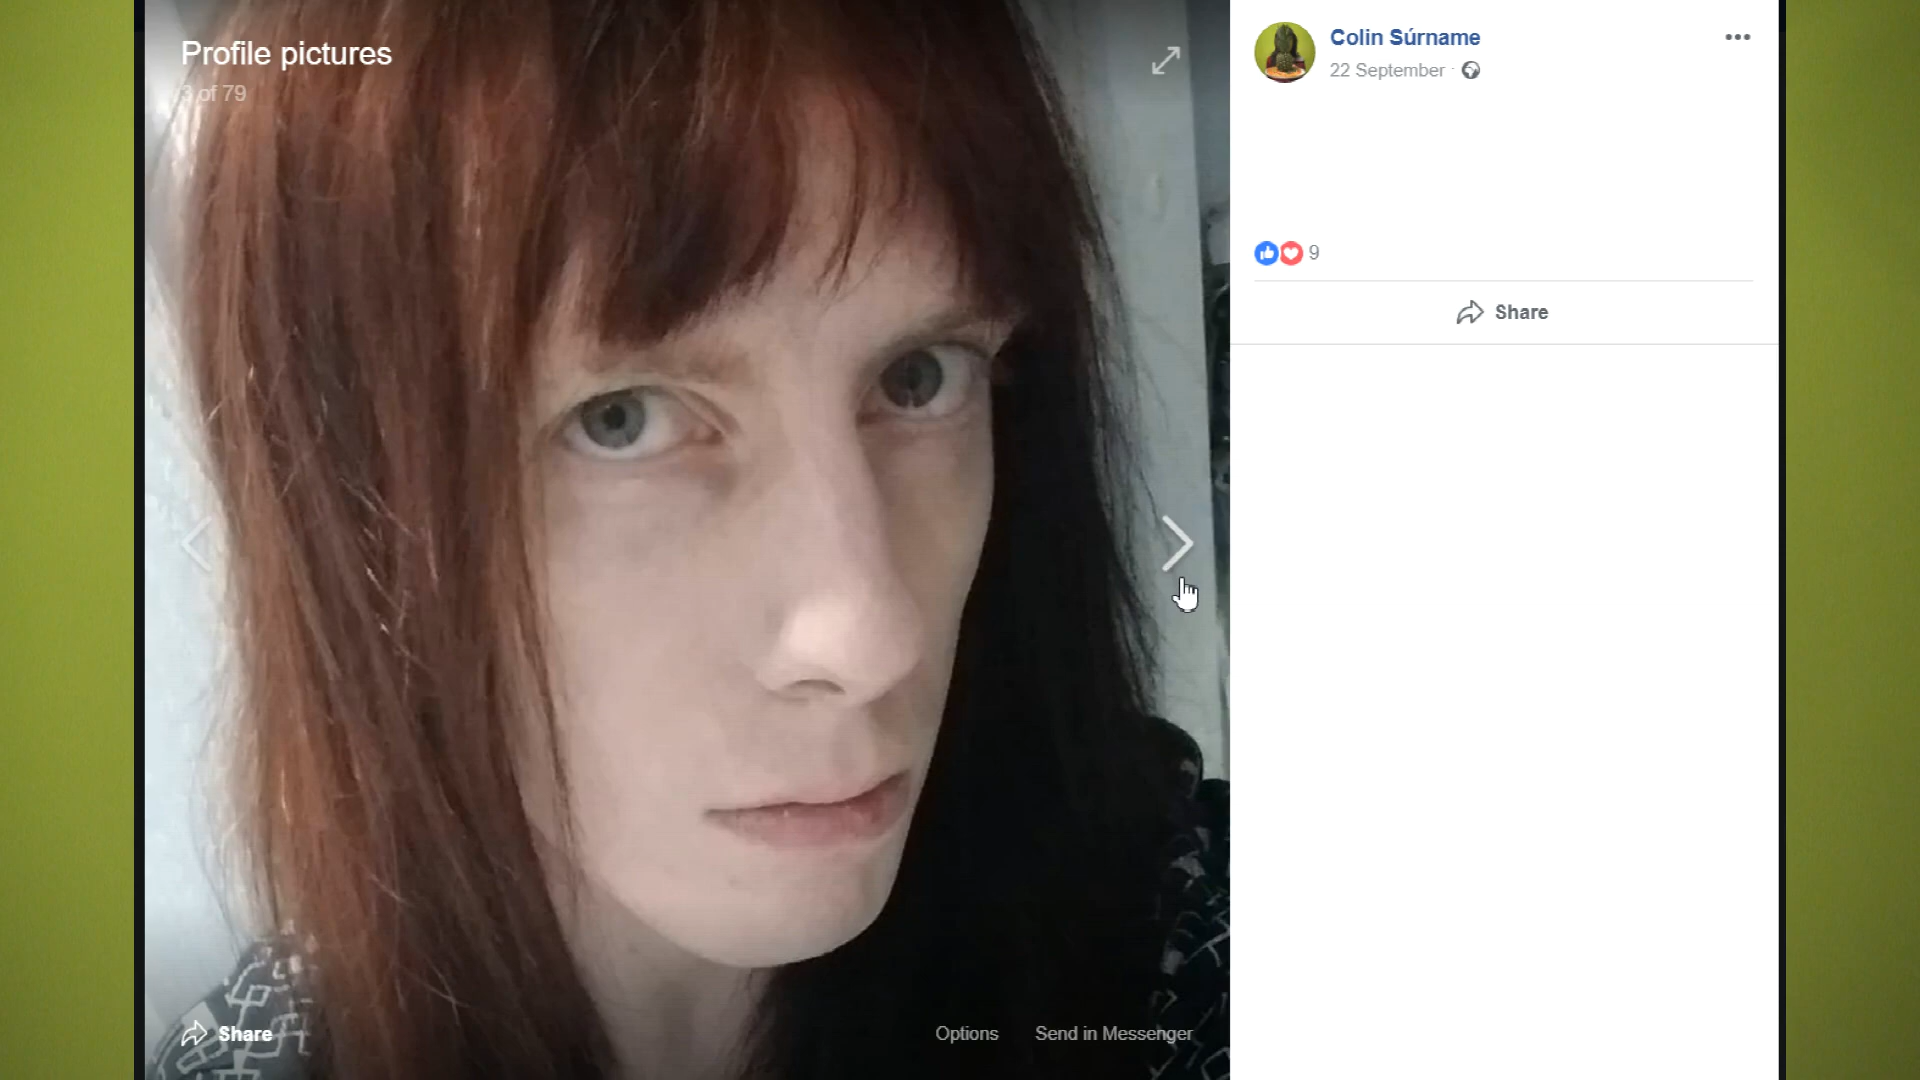 Profile pictures
3 of 79
Share
Options
Send in Messenger
Colin Súrname
22 September ·
9
Share